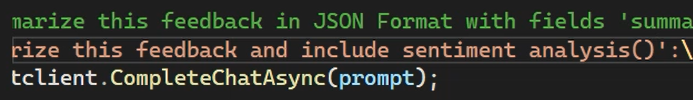 marize this feedback in JSON Format with fields 'summa
rize this feedback and include sentiment analysis()':\
tclient.CompleteChatAsync(prompt);